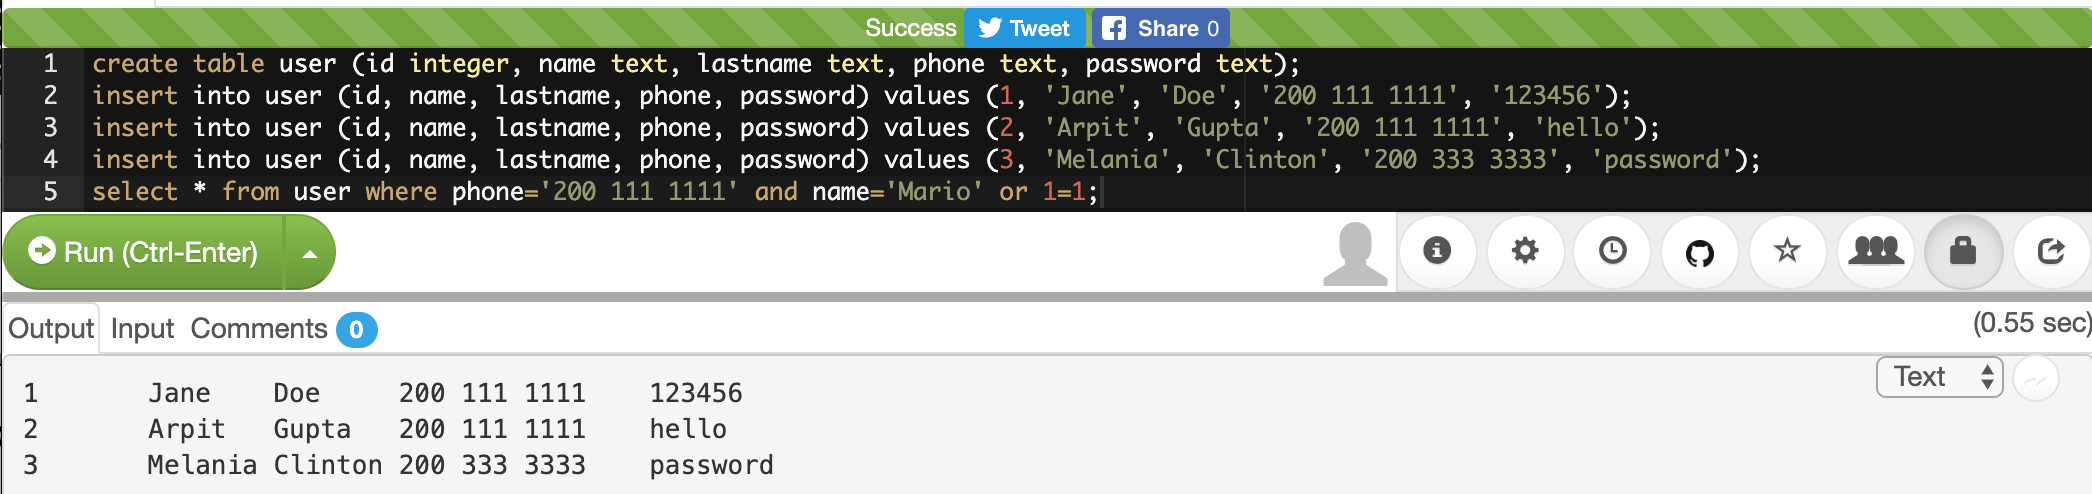 Success Tweet Share 0
1 create table user (id integer, name text, lastname text, phone text, password text);
2 insert into user (id, name, lastname, phone, password) values (1, 'Jane', 'Doe', '200 111 1111', '123456');
3 insert into user (id, name, lastname, phone, password) values (2, 'Arpit', 'Gupta', '200 111 1111', 'hello');
4 insert into user (id, name, lastname, phone, password) values (3, 'Melania', 'Clinton', '200 333 3333', 'password');
5 select * from user where phone='200 111 1111' and name='Mario' or 1=1;
Run (Ctrl-Enter)
Output Input Comments 0 (0.55 sec)
Text
1 Jane Doe 200 111 1111 123456
2 Arpit Gupta 200 111 1111 hello
3 Melania Clinton 200 333 3333 password